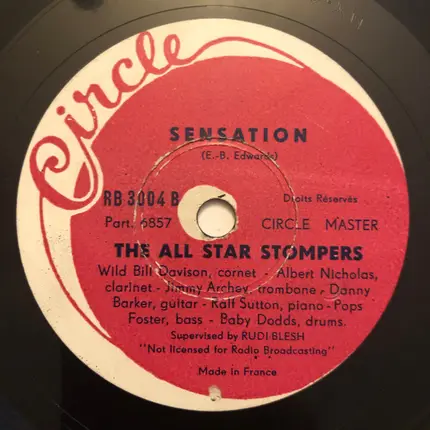 Circle
SENSATION
(E.-B. Edwards)
RB 3004 B
Droits Réservés
Part. 6857
CIRCLE MASTER
THE ALL STAR STOMPERS
Wild Bill Davison, cornet - Albert Nicholas,
clarinet - Jimmy Archey, trombone - Danny
Barker, guitar - Ralf Sutton, piano - Pops
Foster, bass - Baby Dodds, drums.
Supervised by RUDI BLESH
"Not licensed for Radio Broadcasting"
Made in France